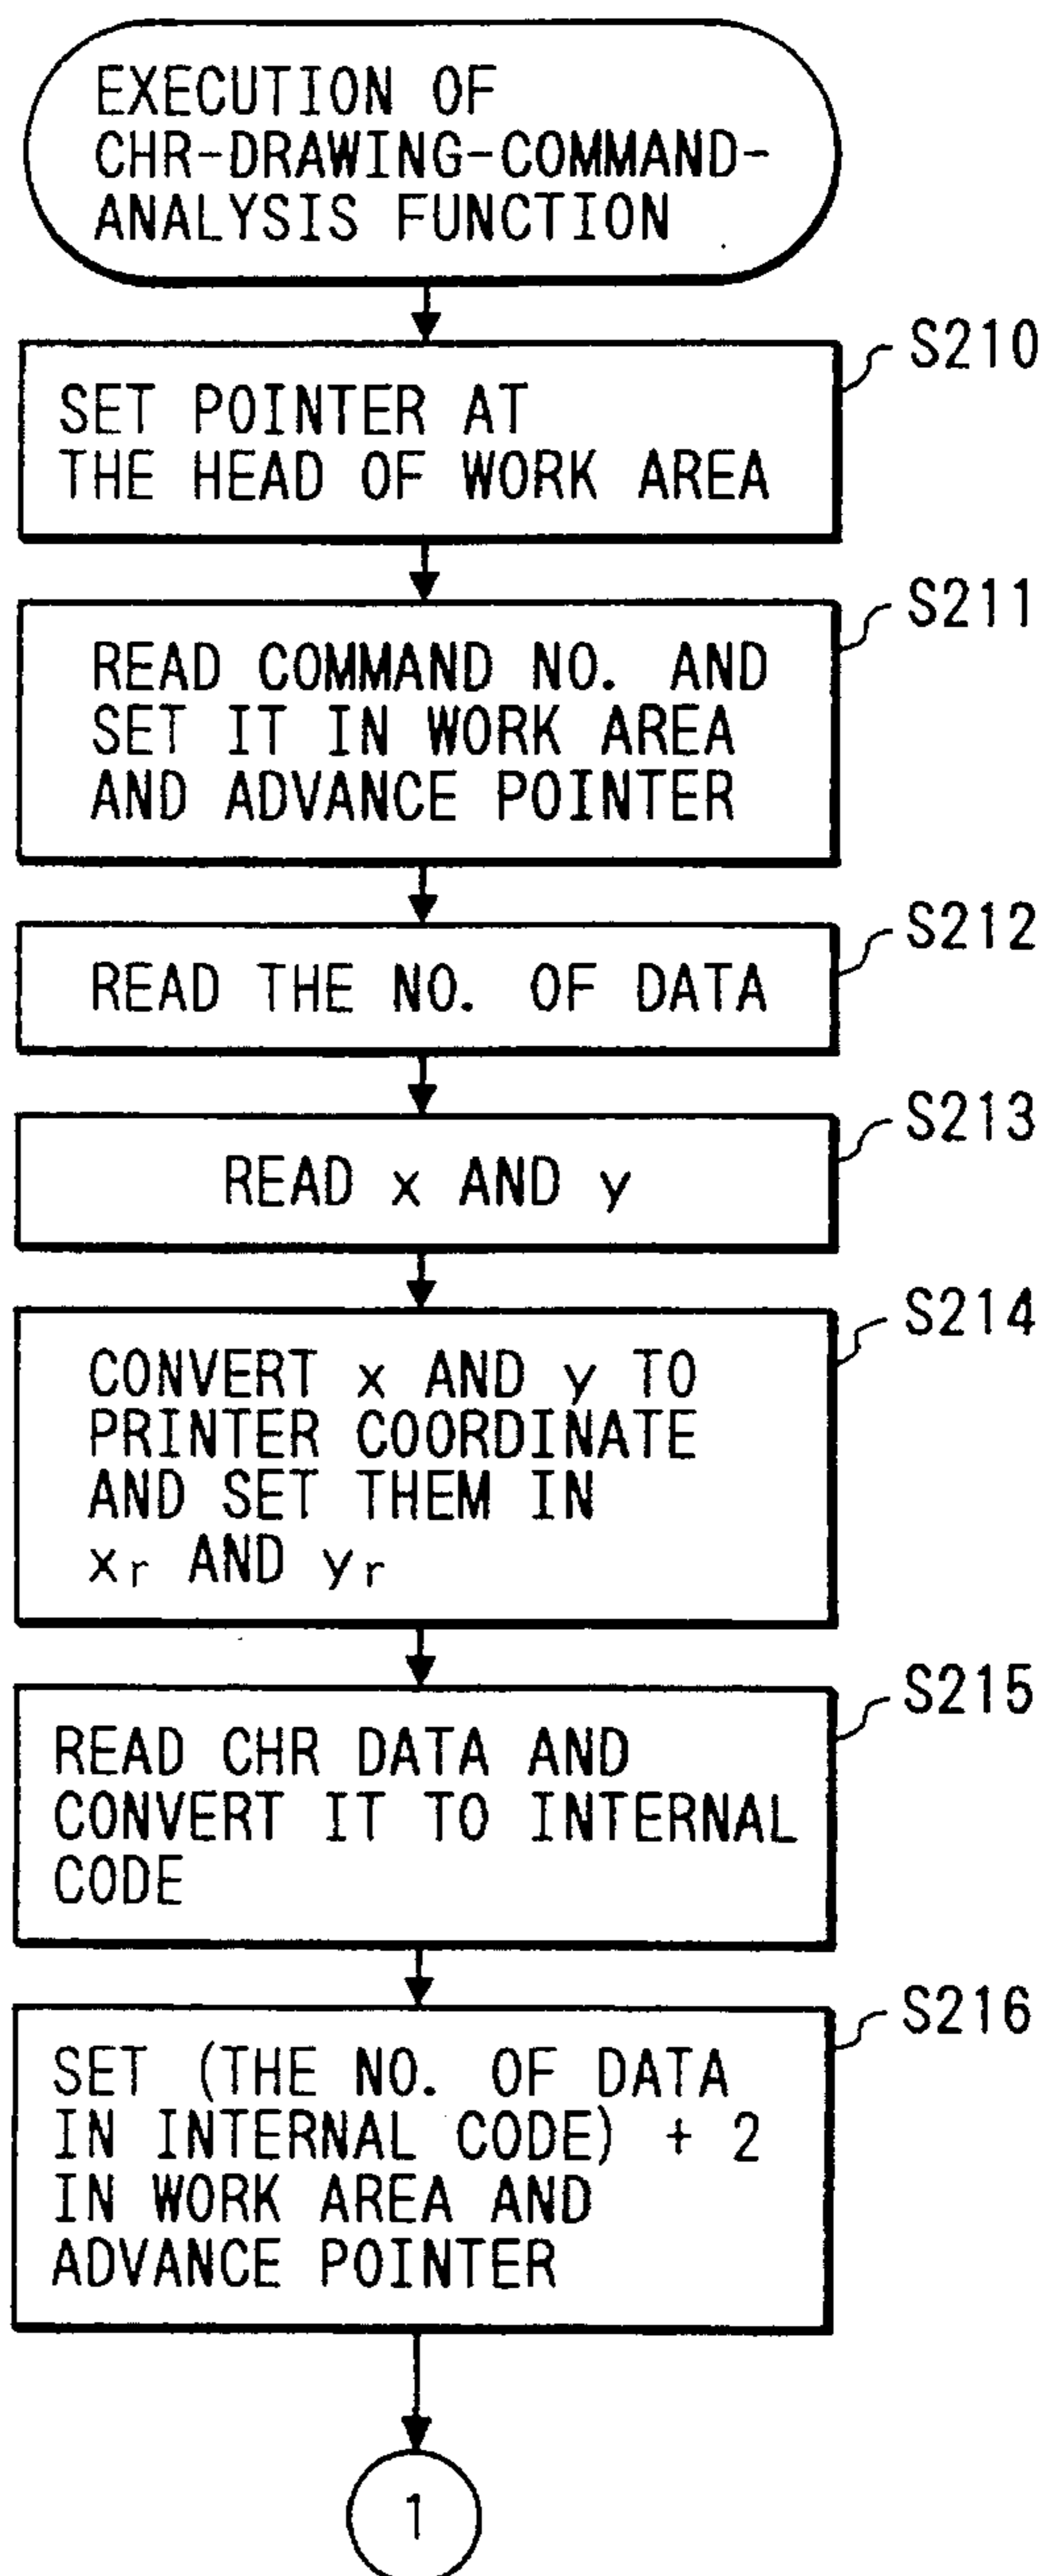 EXECUTION OF
CHR-DRAWING-COMMAND-
ANALYSIS FUNCTION
S210
SET POINTER AT
THE HEAD OF WORK AREA
S211
READ COMMAND NO. AND
SET IT IN WORK AREA
AND ADVANCE POINTER
S212
READ THE NO. OF DATA
S213
READ x AND y
S214
CONVERT x AND y TO
PRINTER COORDINATE
AND SET THEM IN
xr AND yr
S215
READ CHR DATA AND
CONVERT IT TO INTERNAL
CODE
S216
SET (THE NO. OF DATA
IN INTERNAL CODE) + 2
IN WORK AREA AND
ADVANCE POINTER
1